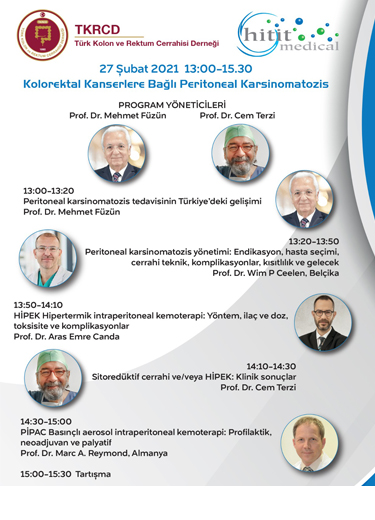 TKRCD
Türk Kolon ve Rektum Cerrahisi Derneği
hitit
medical
27 Şubat 2021 13:00-15.30
Kolorektal Kanserlere Bağlı Peritoneal Karsinomatozis
PROGRAM YÖNETİCİLERİ
Prof. Dr. Mehmet Füzün Prof. Dr. Cem Terzi
13:00-13:20
Peritoneal karsinomatozis tedavisinin Türkiye'deki gelişimi
Prof. Dr. Mehmet Füzün
13:20-13:50
Peritoneal karsinomatozis yönetimi: Endikasyon, hasta seçimi,
cerrahi teknik, komplikasyonlar, kısıtlılık ve gelecek
Prof. Dr. Wim P Ceelen, Belçika
13:50-14:10
HİPEK Hipertermik intraperitoneal kemoterapi: Yöntem, ilaç ve doz,
toksisite ve komplikasyonlar
Prof. Dr. Aras Emre Canda
14:10-14:30
Sitoredüktif cerrahi ve/veya HİPEK: Klinik sonuçlar
Prof. Dr. Cem Terzi
14:30-15:00
PİPAC Basınçlı aerosol intraperitoneal kemoterapi: Profilaktik,
neoadjuvan ve palyatif
Prof. Dr. Marc A. Reymond, Almanya
15:00-15:30 Tartışma